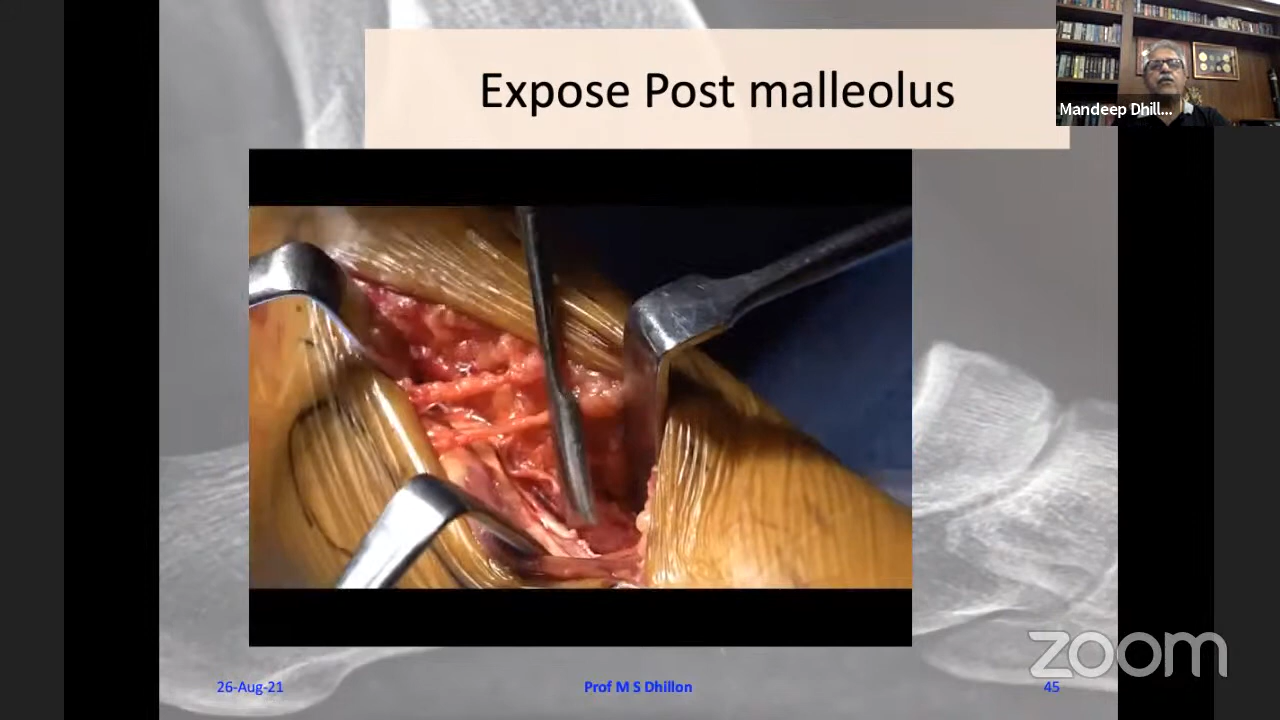 Expose Post malleolus
Mandeep Dhill...
zoom
26-Aug-21
Prof M S Dhillon
45